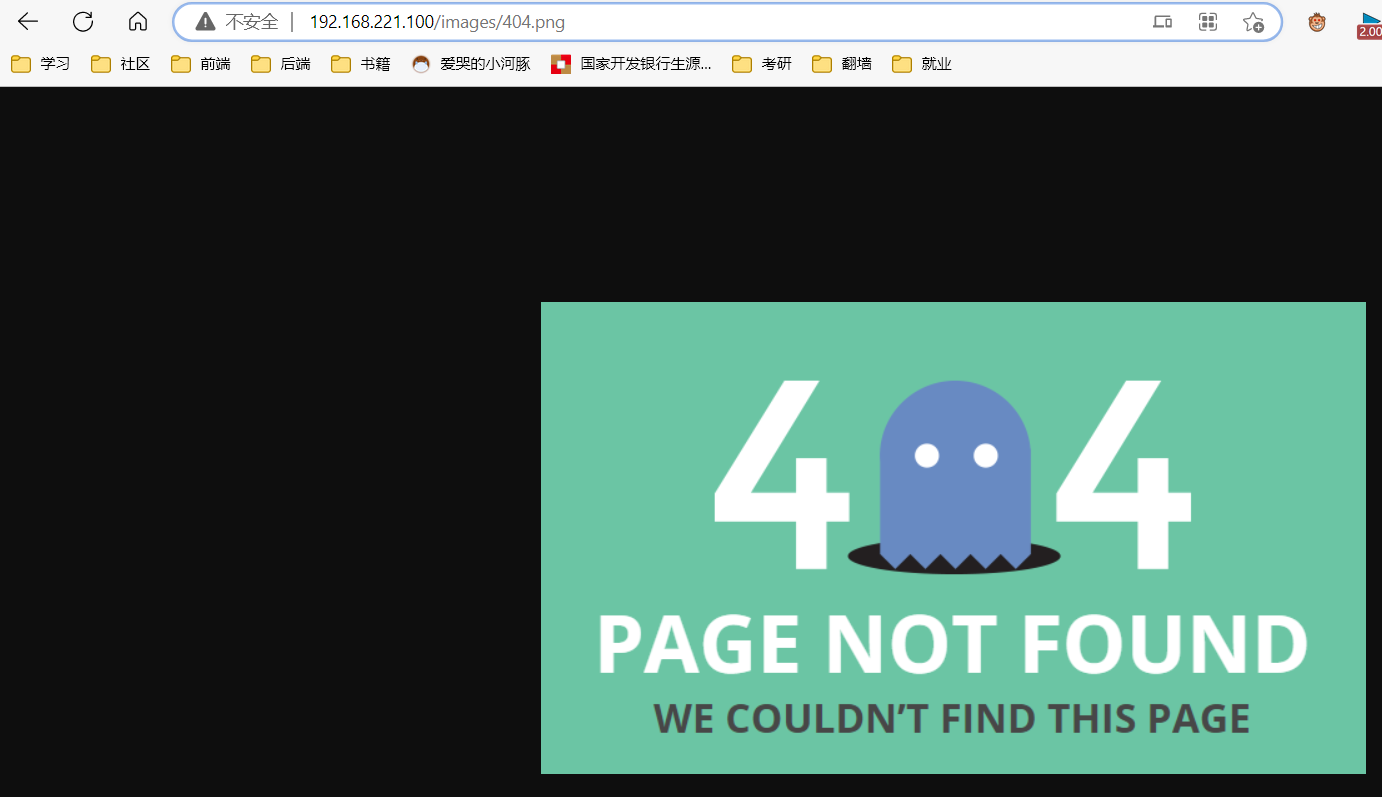 不安全 | 192.168.221.100/images/404.png
2.00
学习 社区 前端 后端 书籍 爱哭的小河豚 国家开发银行生源... 考研 翻墙 就业
4 4
PAGE NOT FOUND
WE COULDN’T FIND THIS PAGE